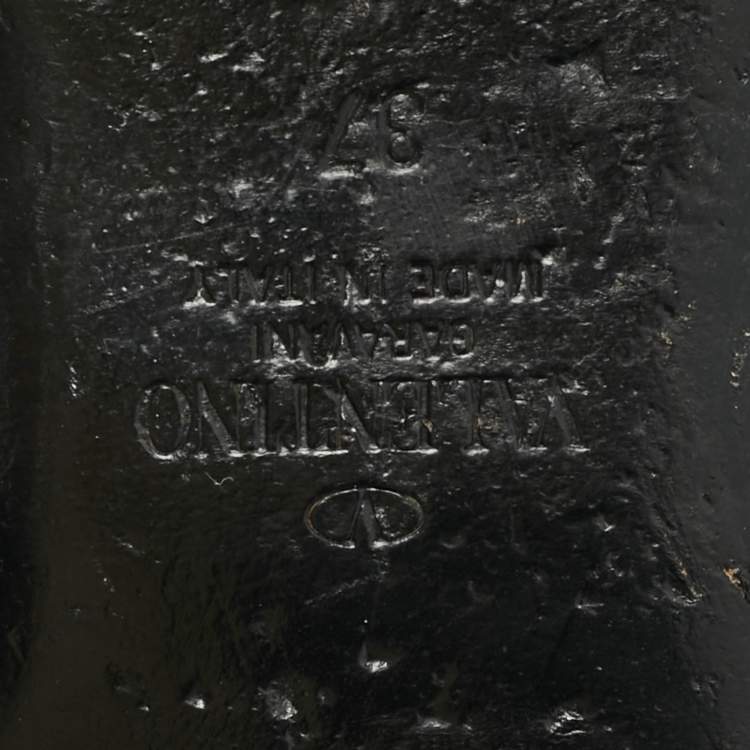 V
VALENTINO
GARAVANI
MADE IN ITALY
37